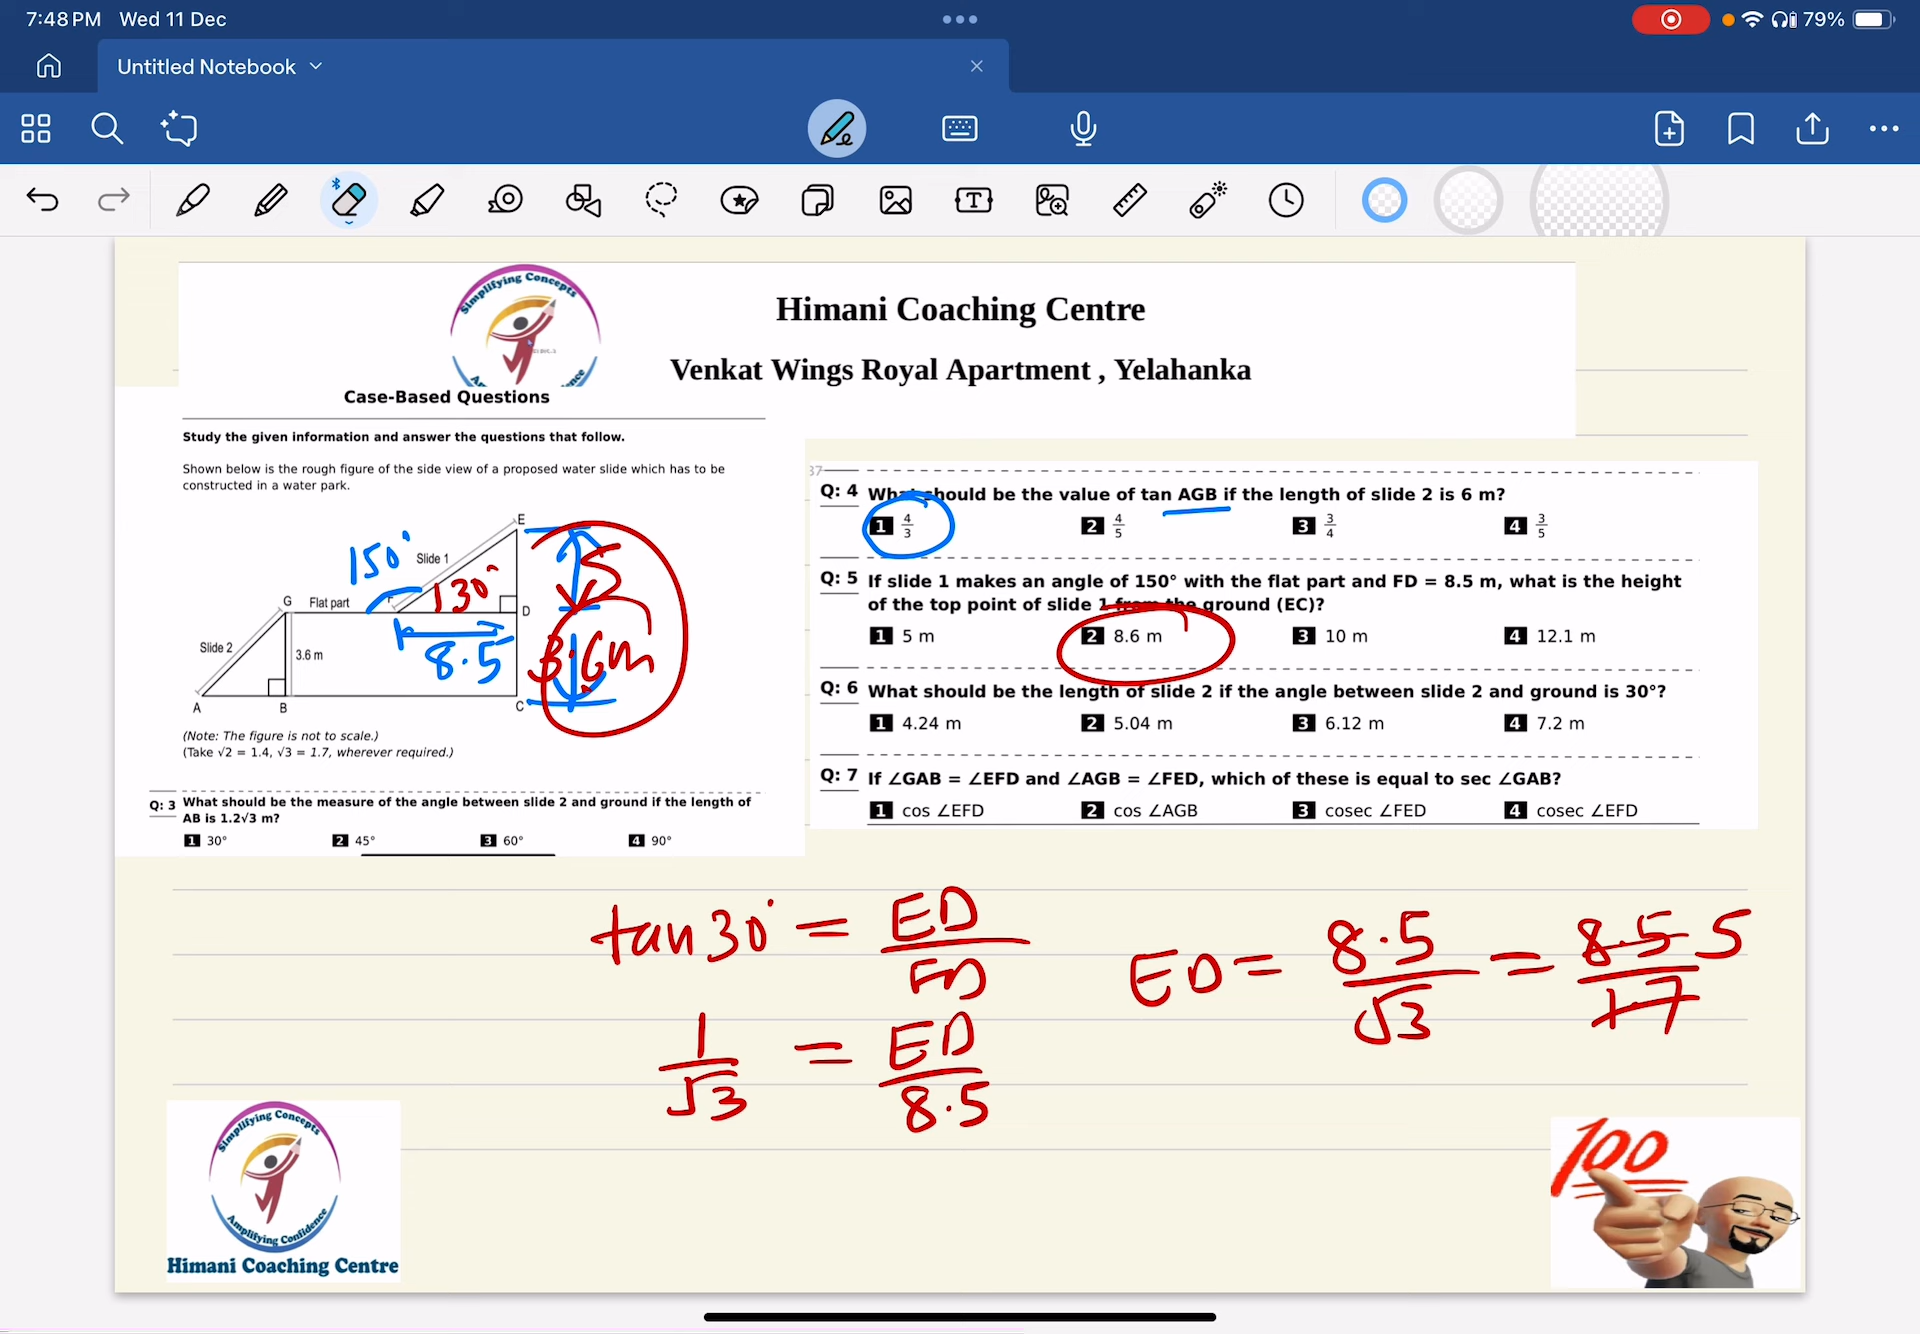 7:48 PM Wed 11 Dec
79%
Untitled Notebook
Simplifying Concepts
Himani Coaching Centre
Venkat Wings Royal Apartment , Yelahanka
Case-Based Questions
Study the given information and answer the questions that follow.
Shown below is the rough figure of the side view of a proposed water slide which has to be
constructed in a water park.
E
150°
Slide 1
5
30°
G Flat part F D
Slide 2
3.6 m
8.5
3.6m
A B C
(Note: The figure is not to scale.)
(Take √2 = 1.4, √3 = 1.7, wherever required.)
Q: 3 What should be the measure of the angle between slide 2 and ground if the length of
AB is 1.2√3 m?
1 30° 2 45° 3 60° 4 90°
37
Q: 4 What should be the value of tan AGB if the length of slide 2 is 6 m?
1 4/3 2 4/5 3 3/4 4 3/5
Q: 5 If slide 1 makes an angle of 150° with the flat part and FD = 8.5 m, what is the height
of the top point of slide 1 from the ground (EC)?
1 5 m 2 8.6 m 3 10 m 4 12.1 m
Q: 6 What should be the length of slide 2 if the angle between slide 2 and ground is 30°?
1 4.24 m 2 5.04 m 3 6.12 m 4 7.2 m
Q: 7 If ∠GAB = ∠EFD and ∠AGB = ∠FED, which of these is equal to sec ∠GAB?
1 cos ∠EFD 2 cos ∠AGB 3 cosec ∠FED 4 cosec ∠EFD
tan 30° = ED/FD
1/√3 = ED/8.5
ED = 8.5/√3 = 8.5/1.7 5
Simplifying Concepts
Amplifying Confidence
Himani Coaching Centre
100